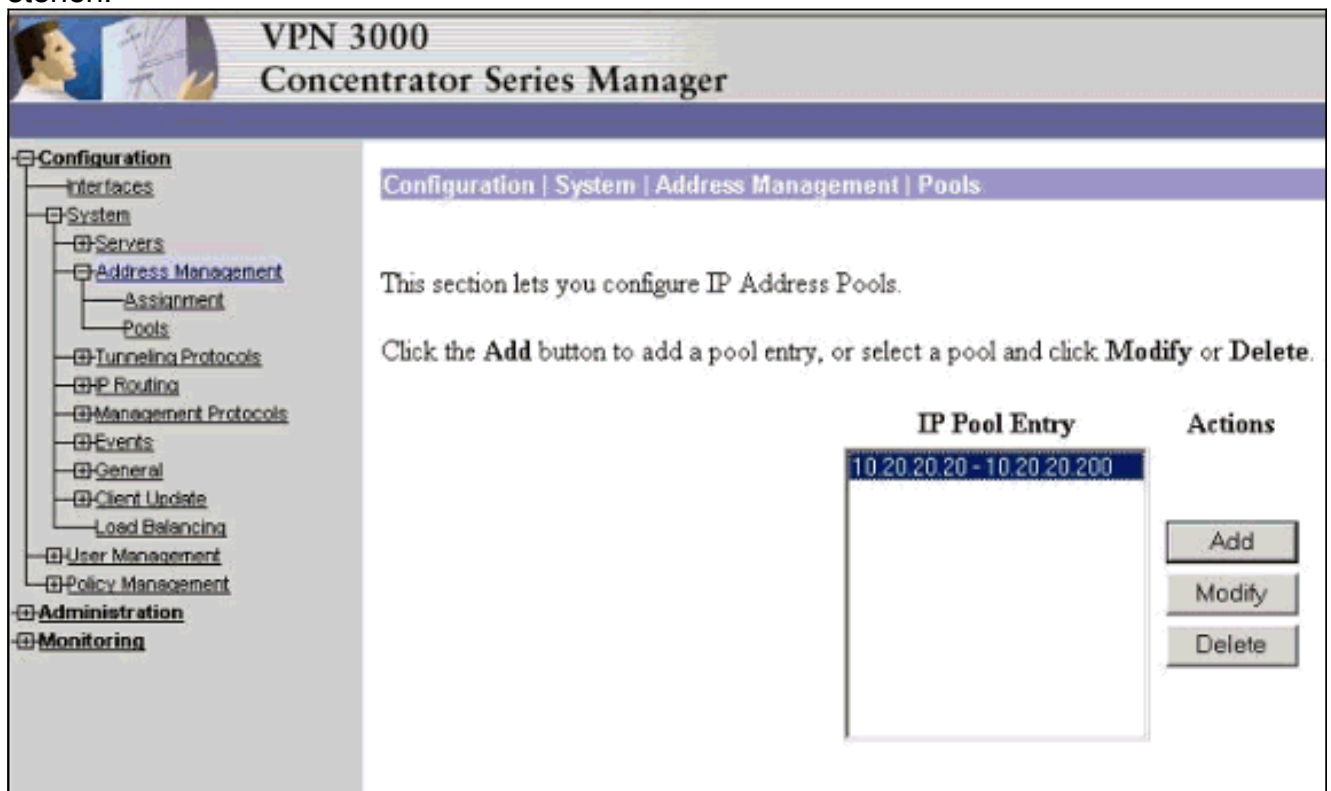 VPN 3000
Concentrator Series Manager
Configuration
Interfaces
System
Servers
Address Management
Assignment
Pools
Tunneling Protocols
IP Routing
Management Protocols
Events
General
Client Update
Load Balancing
User Management
Policy Management
Administration
Monitoring
Configuration | System | Address Management | Pools
This section lets you configure IP Address Pools.
Click the Add button to add a pool entry, or select a pool and click Modify or Delete.
IP Pool Entry
Actions
10.20.20.20 - 10.20.20.200
Add
Modify
Delete